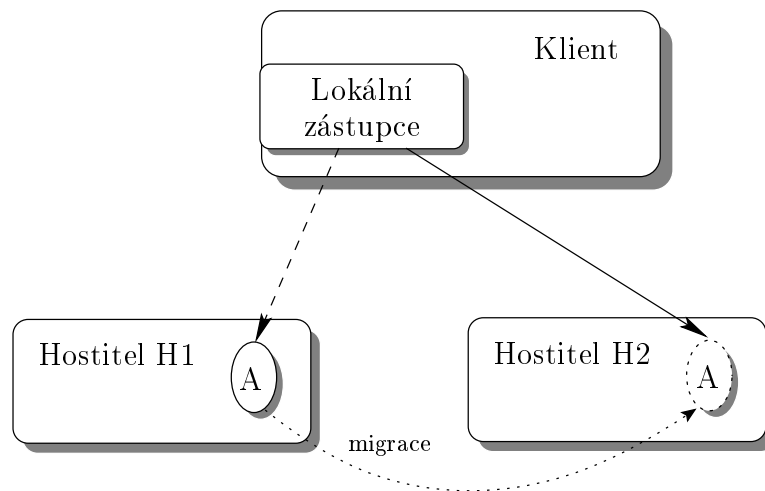 Klient
Lokální
zástupce
Hostitel H1
A
Hostitel H2
A
migrace